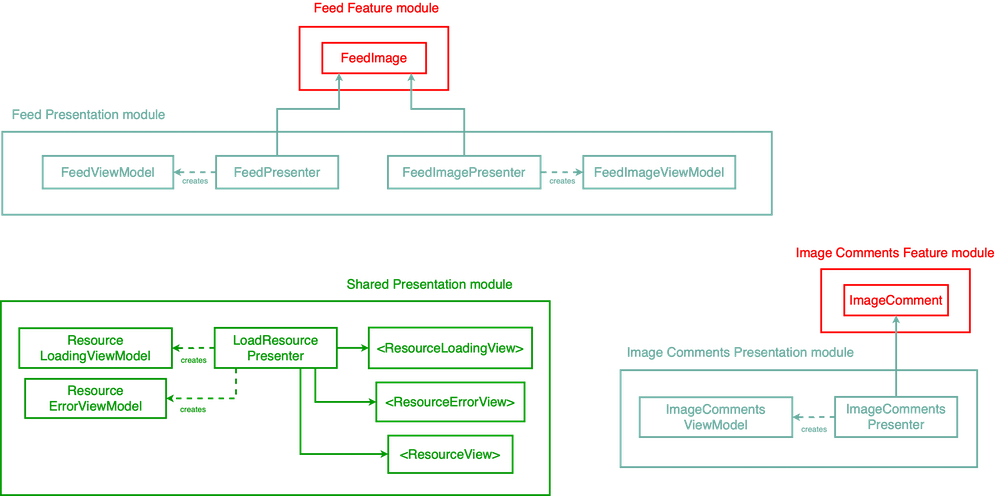 Feed Feature module
FeedImage
Feed Presentation module
FeedViewModel
creates
FeedPresenter
FeedImagePresenter
creates
FeedImageViewModel
Image Comments Feature module
ImageComment
Shared Presentation module
Resource
LoadingViewModel
creates
LoadResource
Presenter
<ResourceLoadingView>
Resource
ErrorViewModel
creates
<ResourceErrorView>
<ResourceView>
Image Comments Presentation module
ImageComments
ViewModel
creates
ImageComments
Presenter